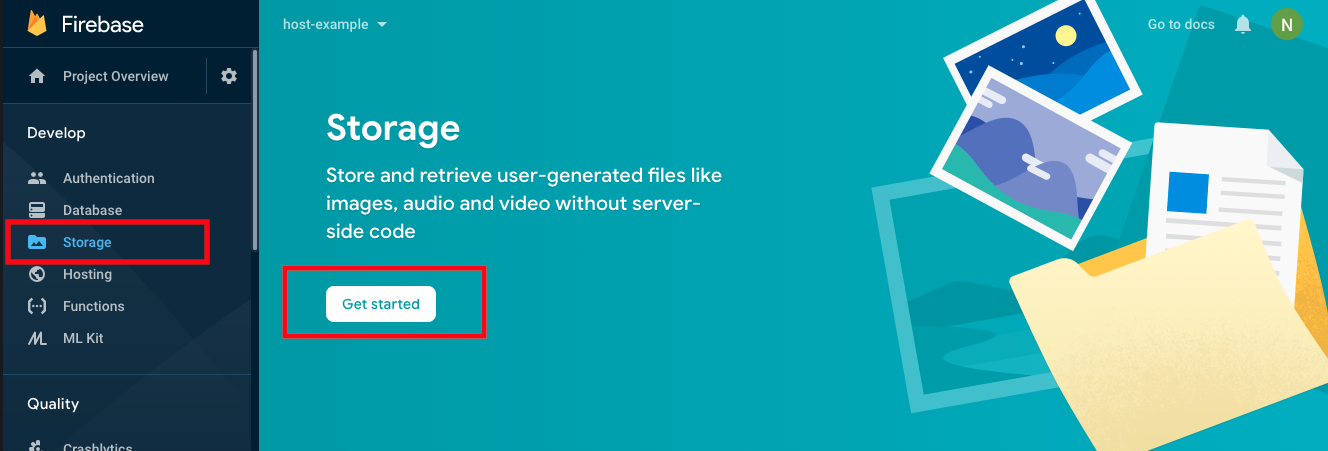 Firebase
host-example
Go to docs
N
Project Overview
Develop
Authentication
Database
Storage
Hosting
Functions
ML Kit
Quality
Crashlytics
Storage
Store and retrieve user-generated files like
images, audio and video without server-
side code
Get started